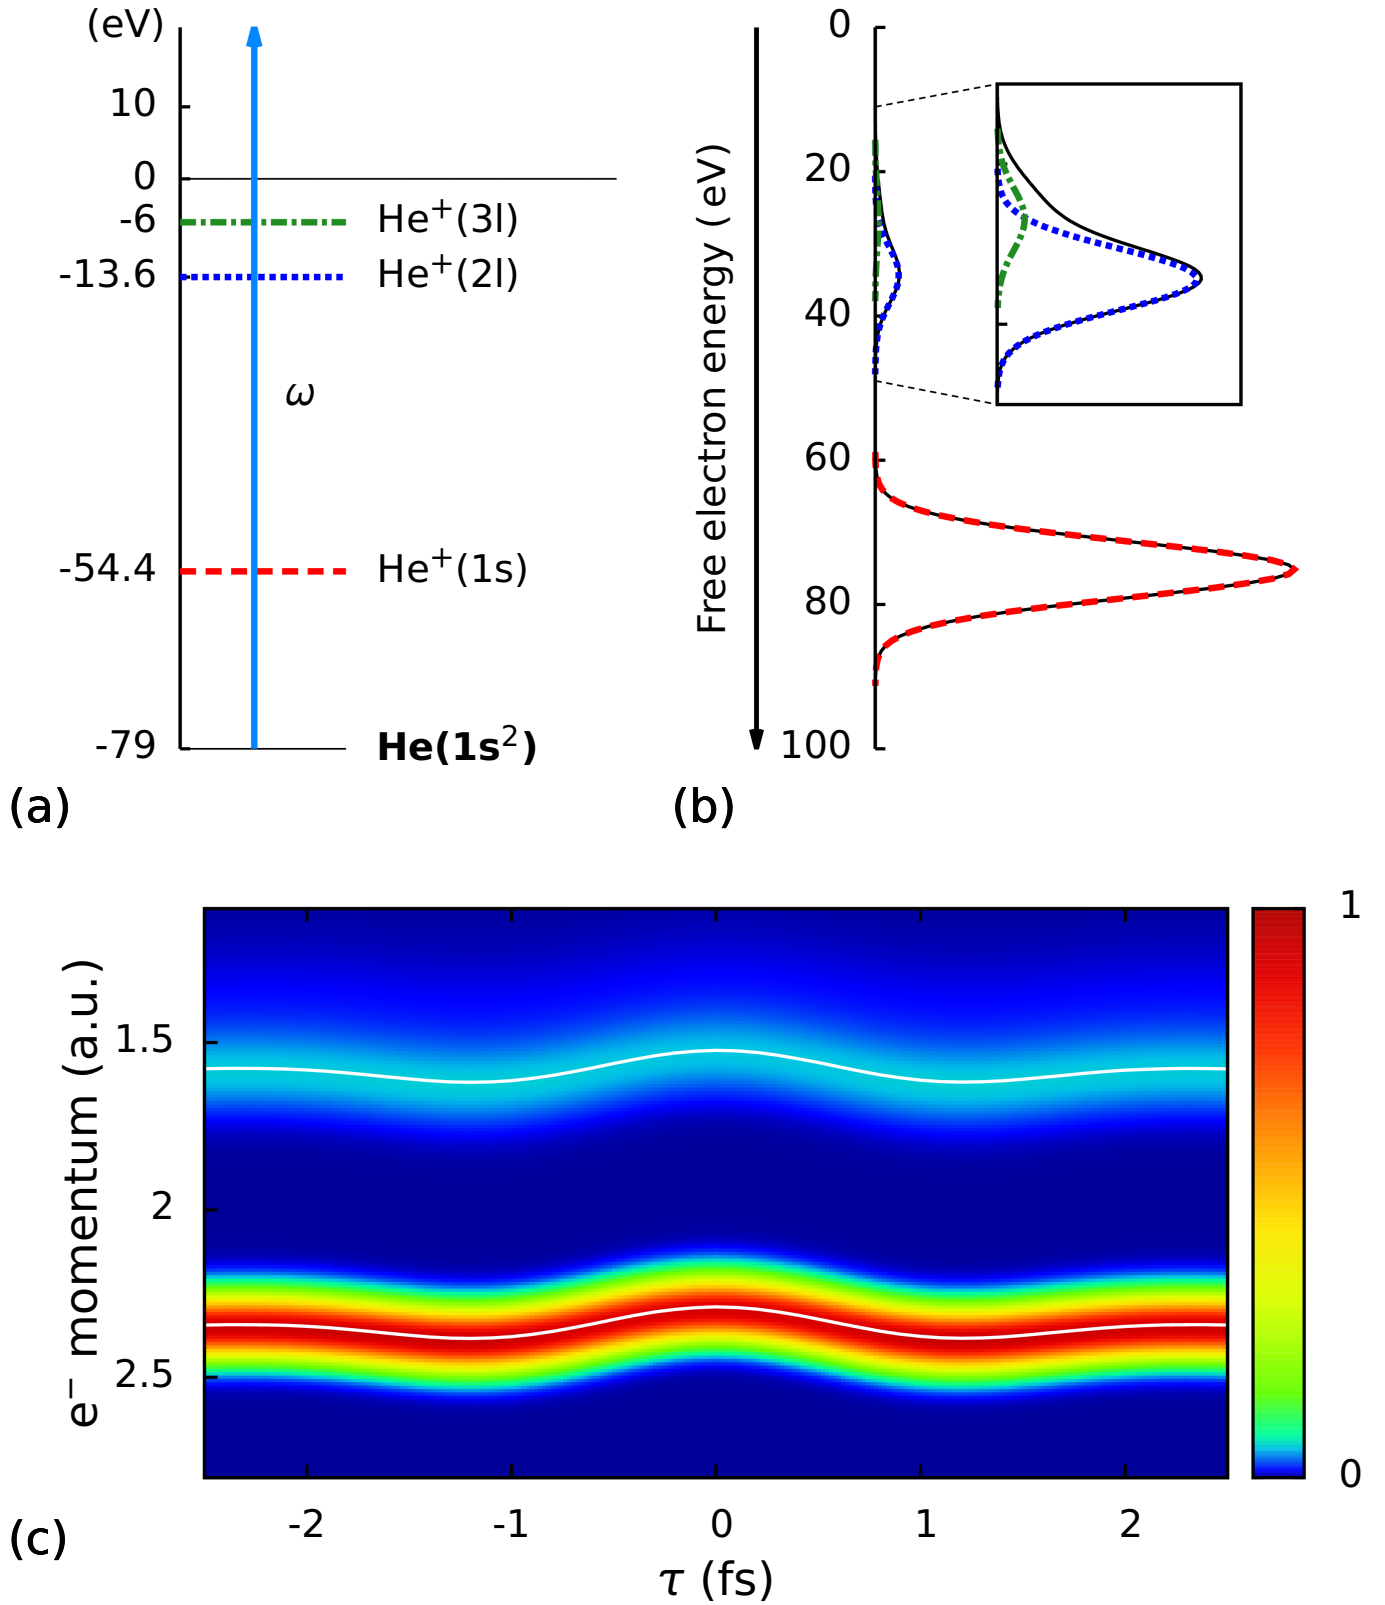 (eV)
10
0
-6
-13.6
-54.4
-79
He⁺(3l)
He⁺(2l)
ω
He⁺(1s)
He(1s²)
(a)
Free electron energy (eV)
0
20
40
60
80
100
(b)
e⁻ momentum (a.u.)
1.5
2
2.5
-2
-1
0
1
2
τ (fs)
1
0
(c)